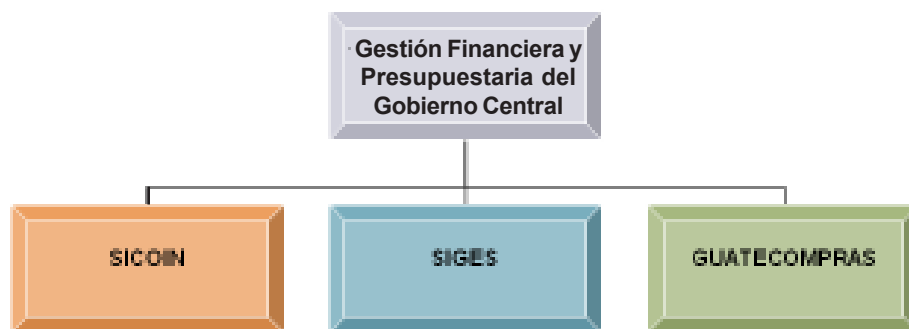 Gestión Financiera y
Presupuestaria del
Gobierno Central
SICOIN
SIGES
GUATECOMPRAS